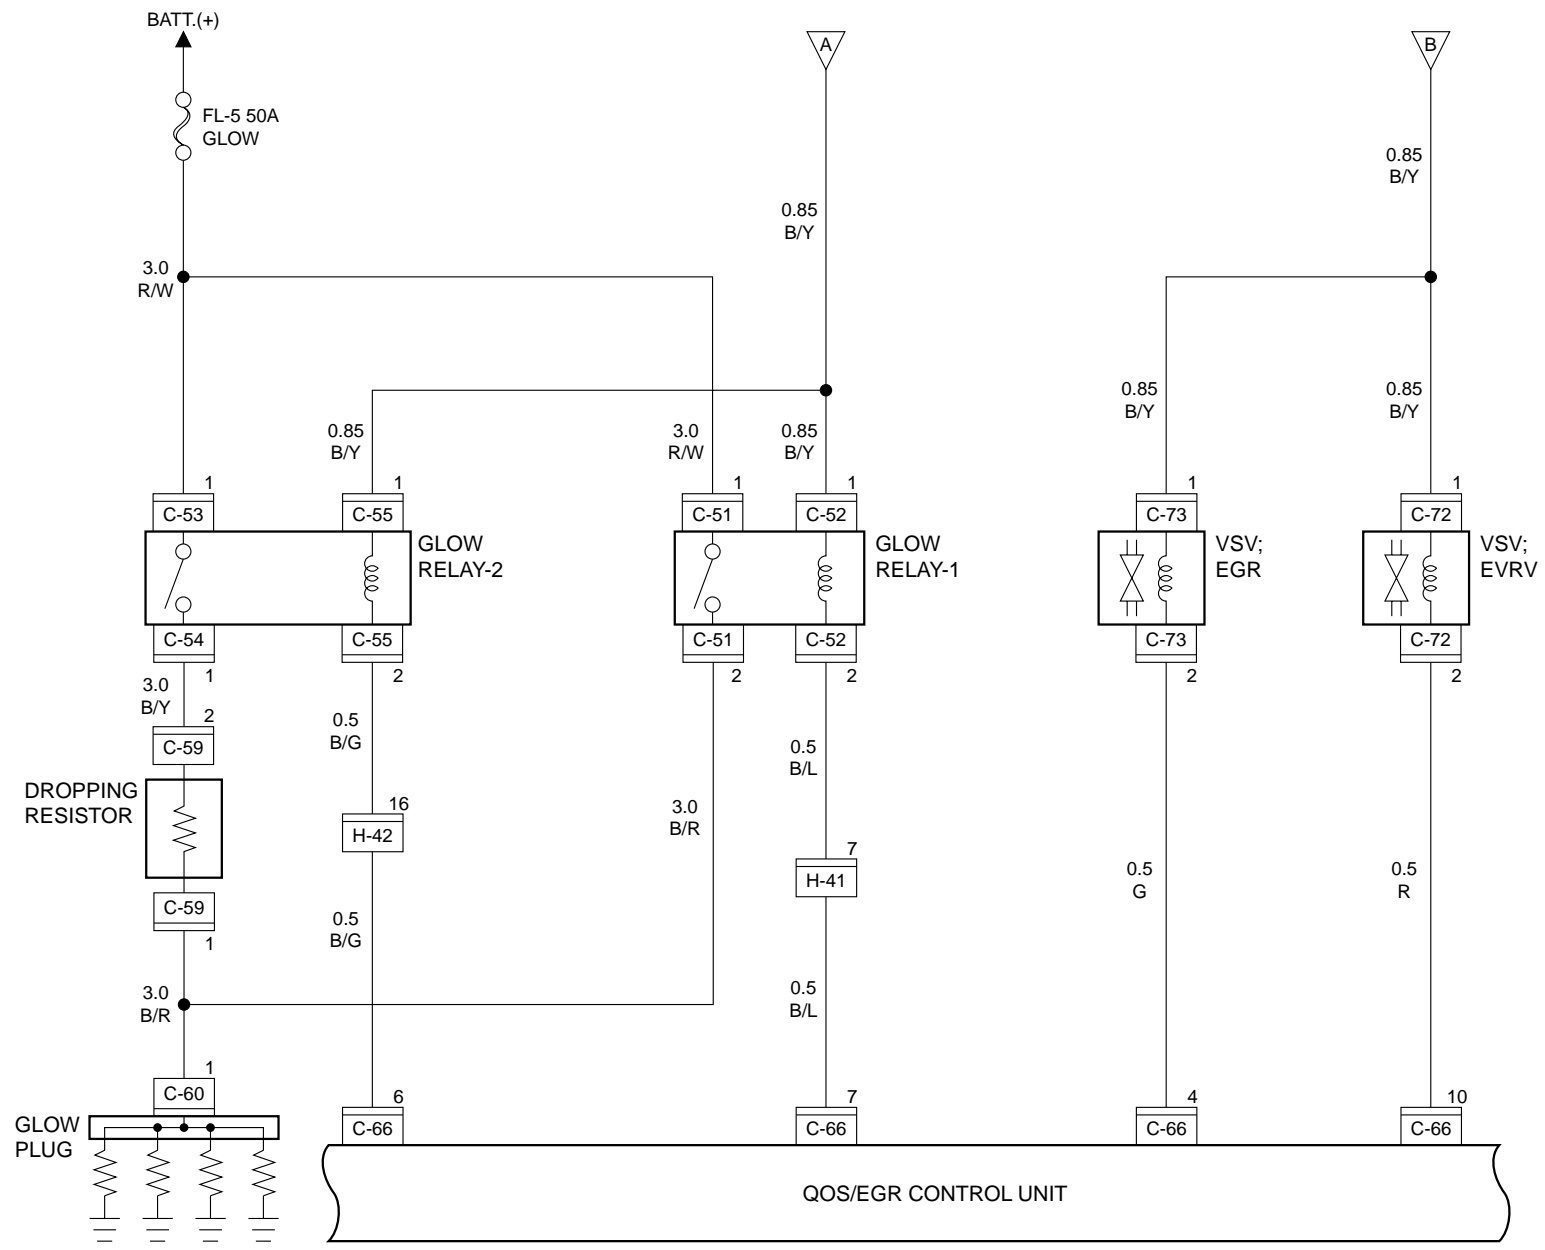 BATT.(+)
A
B
FL-5 50A
GLOW
0.85
B/Y
0.85
B/Y
3.0
R/W
0.85
B/Y
3.0
R/W
0.85
B/Y
0.85
B/Y
0.85
B/Y
1
1
1
1
1
1
C-53
C-55
C-51
C-52
C-73
C-72
GLOW
RELAY-2
GLOW
RELAY-1
VSV;
EGR
VSV;
EVRV
C-54
C-55
C-51
C-52
C-73
C-72
1
2
2
2
2
2
3.0
B/Y
2
C-59
0.5
B/G
0.5
B/L
DROPPING
RESISTOR
16
H-42
3.0
B/R
7
H-41
0.5
G
0.5
R
C-59
1
0.5
B/G
3.0
B/R
0.5
B/L
1
C-60
6
7
4
10
GLOW
PLUG
C-66
C-66
C-66
C-66
QOS/EGR CONTROL UNIT